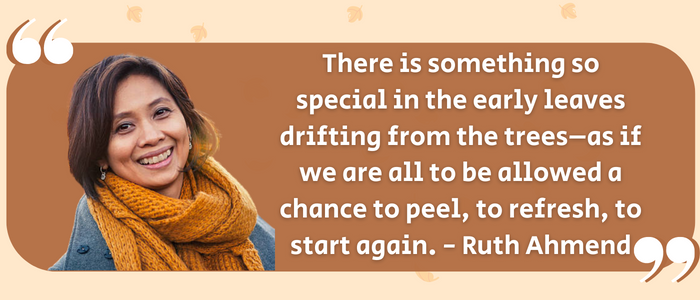 There is something so
special in the early leaves
drifting from the trees—as if
we are all to be allowed a
chance to peel, to refresh, to
start again. – Ruth Ahmend